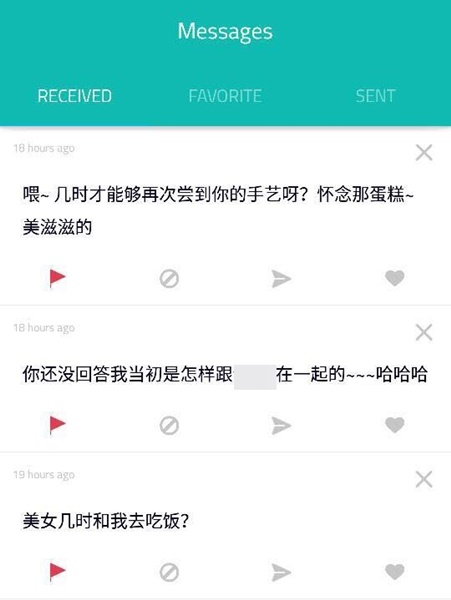 Messages
RECEIVED FAVORITE SENT
18 hours ago
喂~ 几时才能够再次尝到你的手艺呀？怀念那蛋糕~
美滋滋的
18 hours ago
你还没回答我当初是怎样跟 在一起的~~~哈哈哈
19 hours ago
美女几时和我去吃饭？